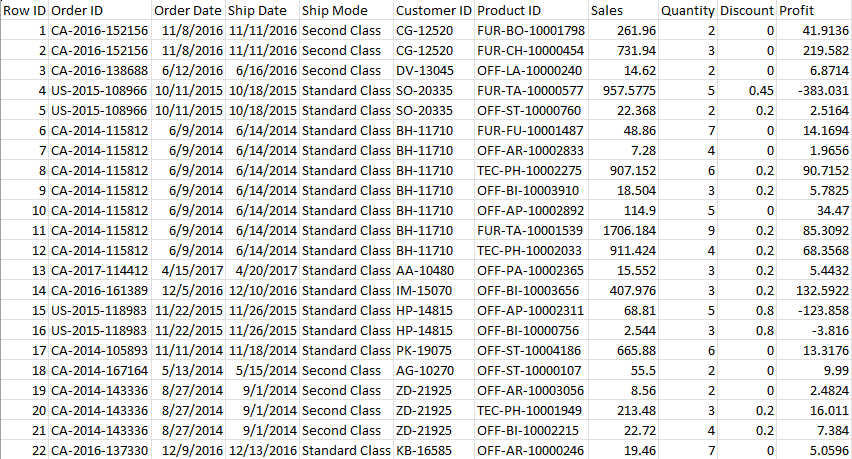 Row ID Order ID Order Date Ship Date Ship Mode Customer ID Product ID Sales Quantity Discount Profit
1 CA-2016-152156 11/8/2016 11/11/2016 Second Class CG-12520 FUR-BO-10001798 261.96 2 0 41.9136
2 CA-2016-152156 11/8/2016 11/11/2016 Second Class CG-12520 FUR-CH-10000454 731.94 3 0 219.582
3 CA-2016-138688 6/12/2016 6/16/2016 Second Class DV-13045 OFF-LA-10000240 14.62 2 0 6.8714
4 US-2015-108966 10/11/2015 10/18/2015 Standard Class SO-20335 FUR-TA-10000577 957.5775 5 0.45 -383.031
5 US-2015-108966 10/11/2015 10/18/2015 Standard Class SO-20335 OFF-ST-10000760 22.368 2 0.2 2.5164
6 CA-2014-115812 6/9/2014 6/14/2014 Standard Class BH-11710 FUR-FU-10001487 48.86 7 0 14.1694
7 CA-2014-115812 6/9/2014 6/14/2014 Standard Class BH-11710 OFF-AR-10002833 7.28 4 0 1.9656
8 CA-2014-115812 6/9/2014 6/14/2014 Standard Class BH-11710 TEC-PH-10002275 907.152 6 0.2 90.7152
9 CA-2014-115812 6/9/2014 6/14/2014 Standard Class BH-11710 OFF-BI-10003910 18.504 3 0.2 5.7825
10 CA-2014-115812 6/9/2014 6/14/2014 Standard Class BH-11710 OFF-AP-10002892 114.9 5 0 34.47
11 CA-2014-115812 6/9/2014 6/14/2014 Standard Class BH-11710 FUR-TA-10001539 1706.184 9 0.2 85.3092
12 CA-2014-115812 6/9/2014 6/14/2014 Standard Class BH-11710 TEC-PH-10002033 911.424 4 0.2 68.3568
13 CA-2017-114412 4/15/2017 4/20/2017 Standard Class AA-10480 OFF-PA-10002365 15.552 3 0.2 5.4432
14 CA-2016-161389 12/5/2016 12/10/2016 Standard Class IM-15070 OFF-BI-10003656 407.976 3 0.2 132.5922
15 US-2015-118983 11/22/2015 11/26/2015 Standard Class HP-14815 OFF-AP-10002311 68.81 5 0.8 -123.858
16 US-2015-118983 11/22/2015 11/26/2015 Standard Class HP-14815 OFF-BI-10000756 2.544 3 0.8 -3.816
17 CA-2014-105893 11/11/2014 11/18/2014 Standard Class PK-19075 OFF-ST-10004186 665.88 6 0 13.3176
18 CA-2014-167164 5/13/2014 5/15/2014 Second Class AG-10270 OFF-ST-10000107 55.5 2 0 9.99
19 CA-2014-143336 8/27/2014 9/1/2014 Second Class ZD-21925 OFF-AR-10003056 8.56 2 0 2.4824
20 CA-2014-143336 8/27/2014 9/1/2014 Second Class ZD-21925 TEC-PH-10001949 213.48 3 0.2 16.011
21 CA-2014-143336 8/27/2014 9/1/2014 Second Class ZD-21925 OFF-BI-10002215 22.72 4 0.2 7.384
22 CA-2016-137330 12/9/2016 12/13/2016 Standard Class KB-16585 OFF-AR-10000246 19.46 7 0 5.0596